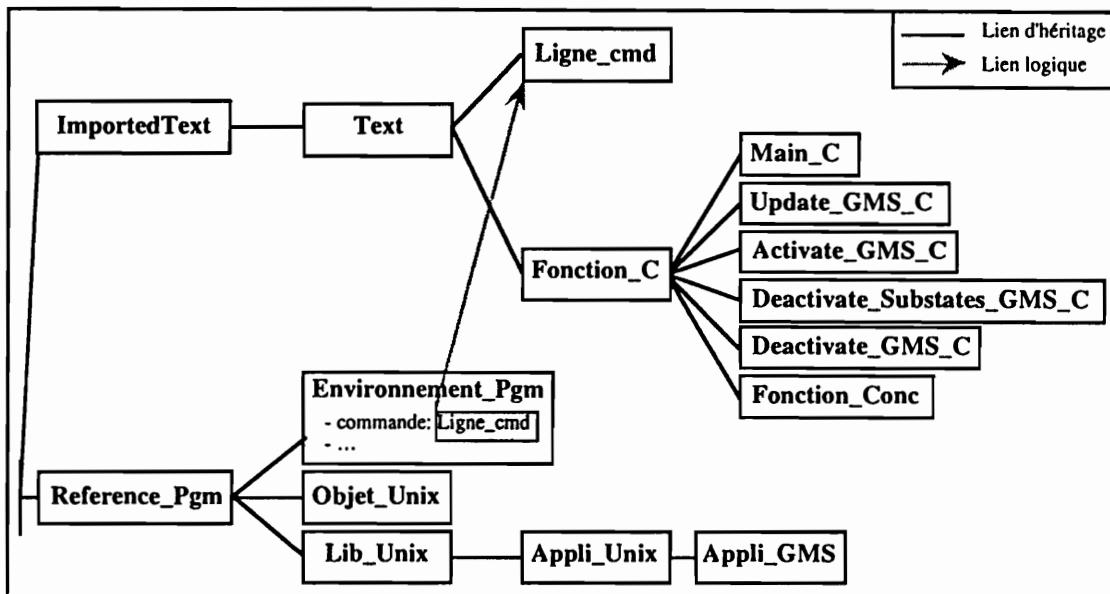 Lien d'héritage
Lien logique
Ligne_cmd
ImportedText
Text
Main_C
Update_GMS_C
Activate_GMS_C
Fonction_C
Deactivate_Substates_GMS_C
Deactivate_GMS_C
Fonction_Conc
Environnement_Pgm
- commande: Ligne_cmd
- ...
Reference_Pgm
Objet_Unix
Lib_Unix
Appli_Unix
Appli_GMS